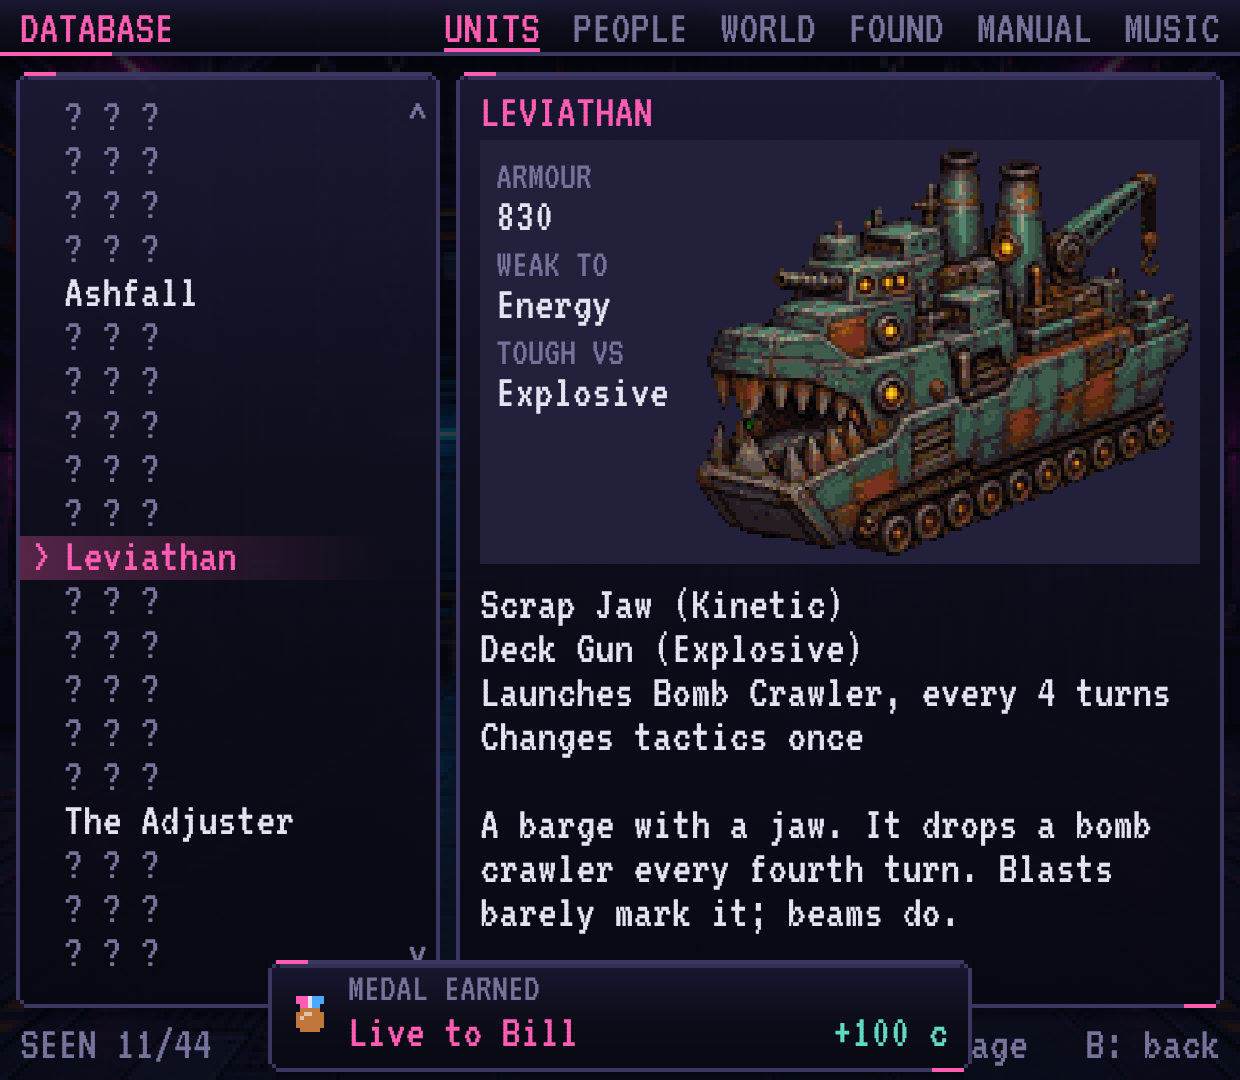 DATABASE UNITS PEOPLE WORLD FOUND MANUAL MUSIC
? ? ?
? ? ?
? ? ?
? ? ?
Ashfall
? ? ?
? ? ?
? ? ?
? ? ?
? ? ?
> Leviathan
? ? ?
? ? ?
? ? ?
? ? ?
? ? ?
The Adjuster
? ? ?
? ? ?
? ? ?
LEVIATHAN
ARMOUR
830
WEAK TO
Energy
TOUGH VS
Explosive
Scrap Jaw (Kinetic)
Deck Gun (Explosive)
Launches Bomb Crawler, every 4 turns
Changes tactics once
A barge with a jaw. It drops a bomb
crawler every fourth turn. Blasts
barely mark it; beams do.
MEDAL EARNED
Live to Bill +100 c
SEEN 11/44 B: back